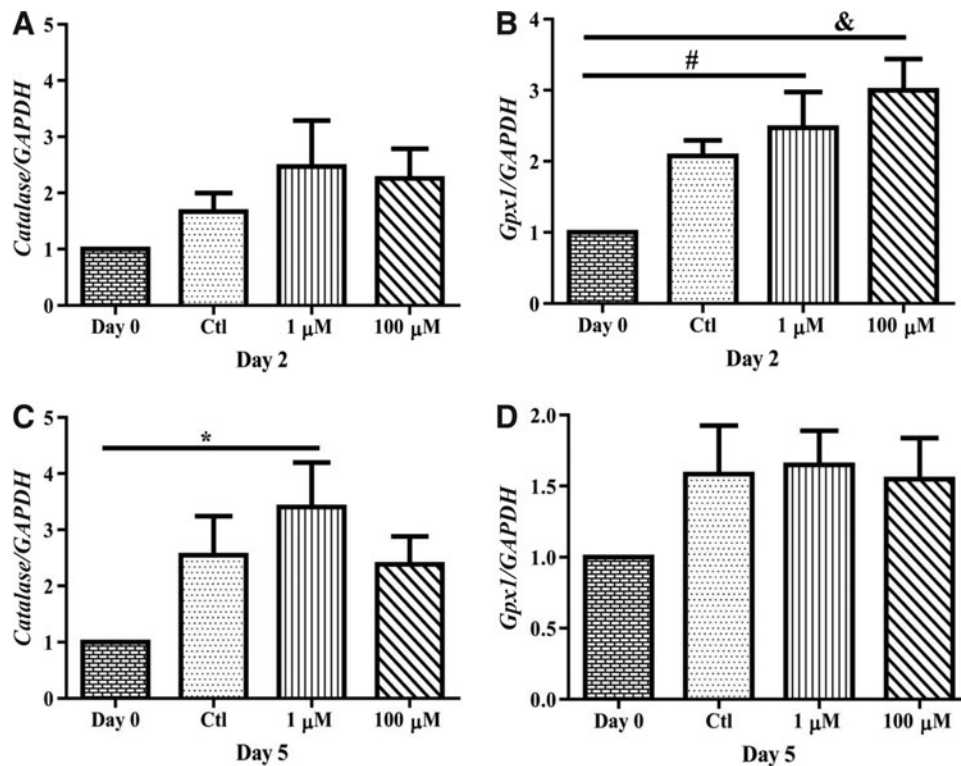 A
Catalase/GAPDH
5
4
3
2
1
0
Day 0 Ctl 1 μM 100 μM
Day 2
B
Gpx1/GAPDH
4
3
2
1
0
&
#
Day 0 Ctl 1 μM 100 μM
Day 2
C
Catalase/GAPDH
5
4
3
2
1
0
*
Day 0 Ctl 1 μM 100 μM
Day 5
D
Gpx1/GAPDH
2.0
1.5
1.0
0.5
0.0
Day 0 Ctl 1 μM 100 μM
Day 5